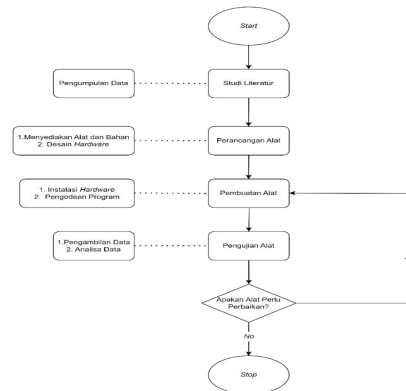 Start
Pengumpulan Data
Studi Literatur
1.Menyediakan Alat dan Bahan
2. Desain Hardware
Perancangan Alat
1. Instalasi Hardware
2. Pengodean Program
Pembuatan Alat
1.Pengambilan Data
2. Analisa Data
Pengujian Alat
Apakah Alat Perlu
Perbaikan?
No
Stop